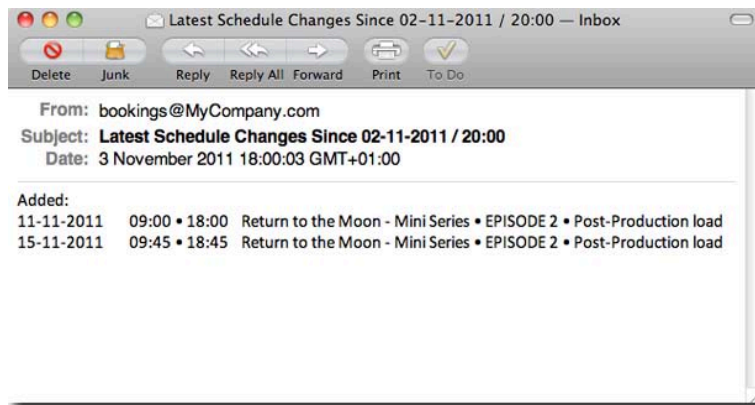 Latest Schedule Changes Since 02-11-2011 / 20:00 — Inbox
Delete Junk Reply Reply All Forward Print To Do
From: bookings@MyCompany.com
Subject: Latest Schedule Changes Since 02-11-2011 / 20:00
Date: 3 November 2011 18:00:03 GMT+01:00
Added:
11-11-2011 09:00 • 18:00 Return to the Moon - Mini Series • EPISODE 2 • Post-Production load
15-11-2011 09:45 • 18:45 Return to the Moon - Mini Series • EPISODE 2 • Post-Production load